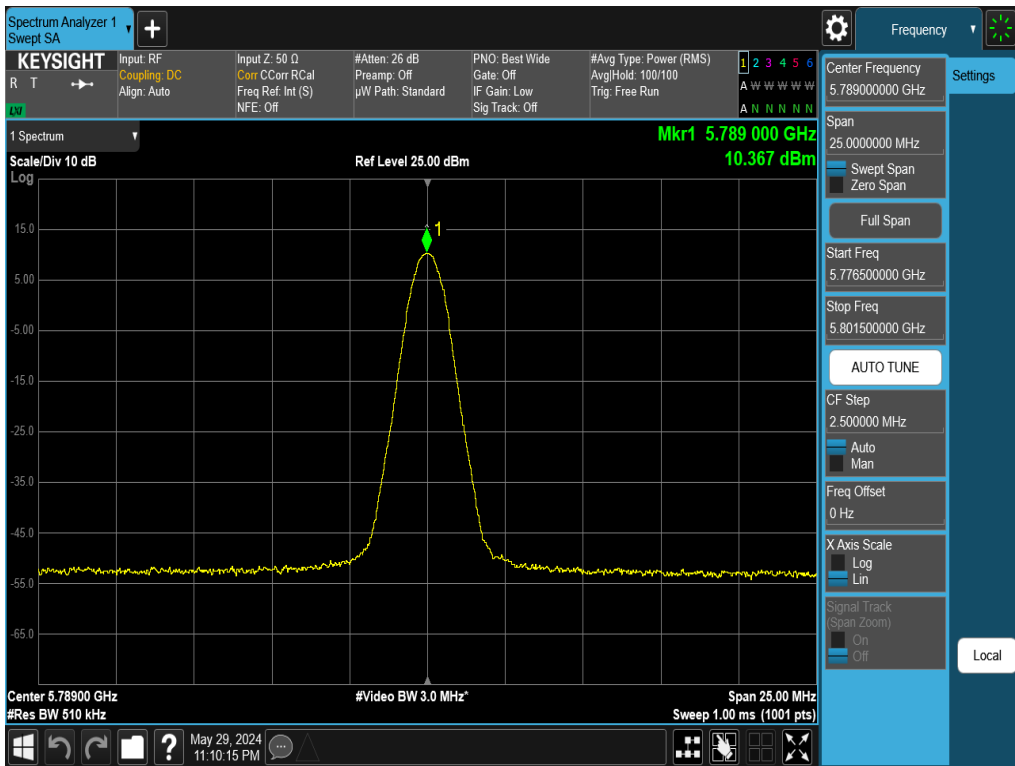 Spectrum Analyzer 1
Swept SA
+
Frequency
KEYSIGHT
R T
LXI
Input: RF
Coupling: DC
Align: Auto
Input Z: 50 Ω
Corr CCorr RCal
Freq Ref: Int (S)
NFE: Off
#Atten: 26 dB
Preamp: Off
µW Path: Standard
PNO: Best Wide
Gate: Off
IF Gain: Low
Sig Track: Off
#Avg Type: Power (RMS)
Avg|Hold: 100/100
Trig: Free Run
1 2 3 4 5 6
A W W W W W
A N N N N N
1 Spectrum
Scale/Div 10 dB
Log
Ref Level 25.00 dBm
Mkr1 5.789 000 GHz
10.367 dBm
1
15.0
5.00
-5.00
-15.0
-25.0
-35.0
-45.0
-55.0
-65.0
Center 5.78900 GHz
#Res BW 510 kHz
#Video BW 3.0 MHz*
Span 25.00 MHz
Sweep 1.00 ms (1001 pts)
Center Frequency
5.789000000 GHz
Span
25.0000000 MHz
Swept Span
Zero Span
Full Span
Start Freq
5.776500000 GHz
Stop Freq
5.801500000 GHz
AUTO TUNE
CF Step
2.500000 MHz
Auto
Man
Freq Offset
0 Hz
X Axis Scale
Log
Lin
Signal Track
(Span Zoom)
On
Off
Settings
Local
?
May 29, 2024
11:10:15 PM